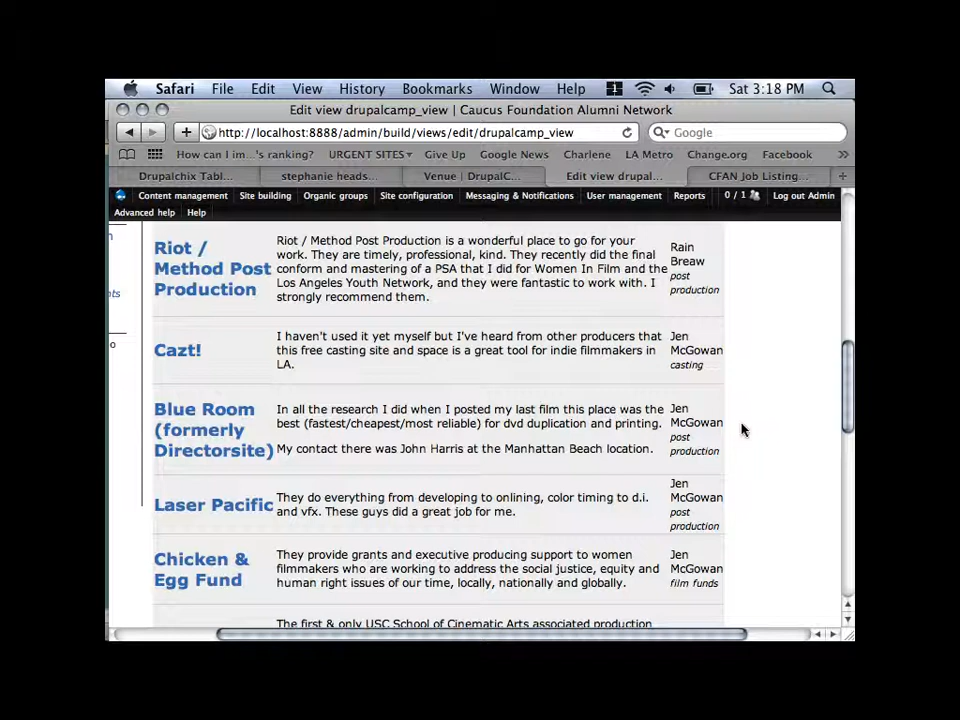 Safari File Edit View History Bookmarks Window Help Sat 3:18 PM
Edit view drupalcamp_view | Caucus Foundation Alumni Network
http://localhost:8888/admin/build/views/edit/drupalcamp_view Google
How can I im...'s ranking? URGENT SITES Give Up Google News Charlene LA Metro Change.org Facebook
Drupalchix Tabl... stephanie heads... Venue | DrupalC... Edit view drupal... CFAN Job Listing...
Content management Site building Organic groups Site configuration Messaging & Notifications User management Reports 0 / 1 Log out Admin
Advanced help Help
Riot /
Method Post
Production
Riot / Method Post Production is a wonderful place to go for your
work. They are timely, professional, kind. They recently did the final
conform and mastering of a PSA that I did for Women In Film and the
Los Angeles Youth Network, and they were fantastic to work with. I
strongly recommend them.
Rain
Breaw
post
production
Cazt!
I haven't used it yet myself but I've heard from other producers that
this free casting site and space is a great tool for indie filmmakers in
LA.
Jen
McGowan
casting
Blue Room
(formerly
Directorsite)
In all the research I did when I posted my last film this place was the
best (fastest/cheapest/most reliable) for dvd duplication and printing.
My contact there was John Harris at the Manhattan Beach location.
Jen
McGowan
post
production
Laser Pacific
They do everything from developing to onlining, color timing to d.i.
and vfx. These guys did a great job for me.
Jen
McGowan
post
production
Chicken &
Egg Fund
They provide grants and executive producing support to women
filmmakers who are working to address the social justice, equity and
human right issues of our time, locally, nationally and globally.
Jen
McGowan
film funds
The first & only USC School of Cinematic Arts associated production